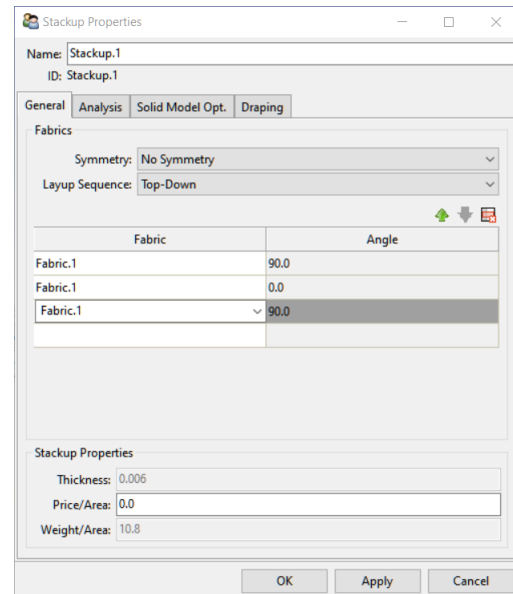 Stackup Properties
Name: Stackup.1
ID: Stackup.1
General Analysis Solid Model Opt. Draping
Fabrics
Symmetry: No Symmetry
Layup Sequence: Top-Down
Fabric Angle
Fabric.1 90.0
Fabric.1 0.0
Fabric.1 90.0
Stackup Properties
Thickness: 0.006
Price/Area: 0.0
Weight/Area: 10.8
OK Apply Cancel